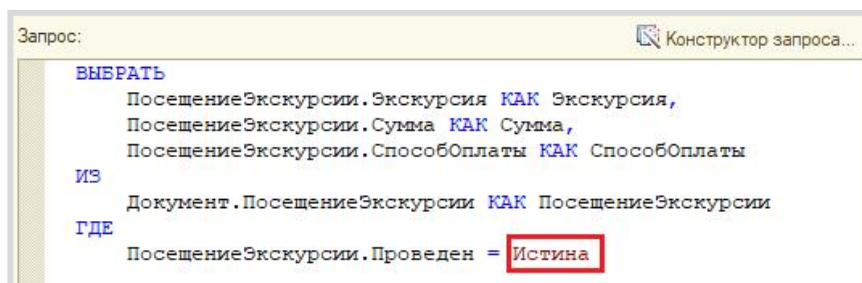 Запрос:
Конструктор запроса...
ВЫБРАТЬ
ПосещениеЭкскурсии.Экскурсия КАК Экскурсия,
ПосещениеЭкскурсии.Сумма КАК Сумма,
ПосещениеЭкскурсии.СпособОплаты КАК СпособОплаты
ИЗ
Документ.ПосещениеЭкскурсии КАК ПосещениеЭкскурсии
ГДЕ
ПосещениеЭкскурсии.Проведен = Истина